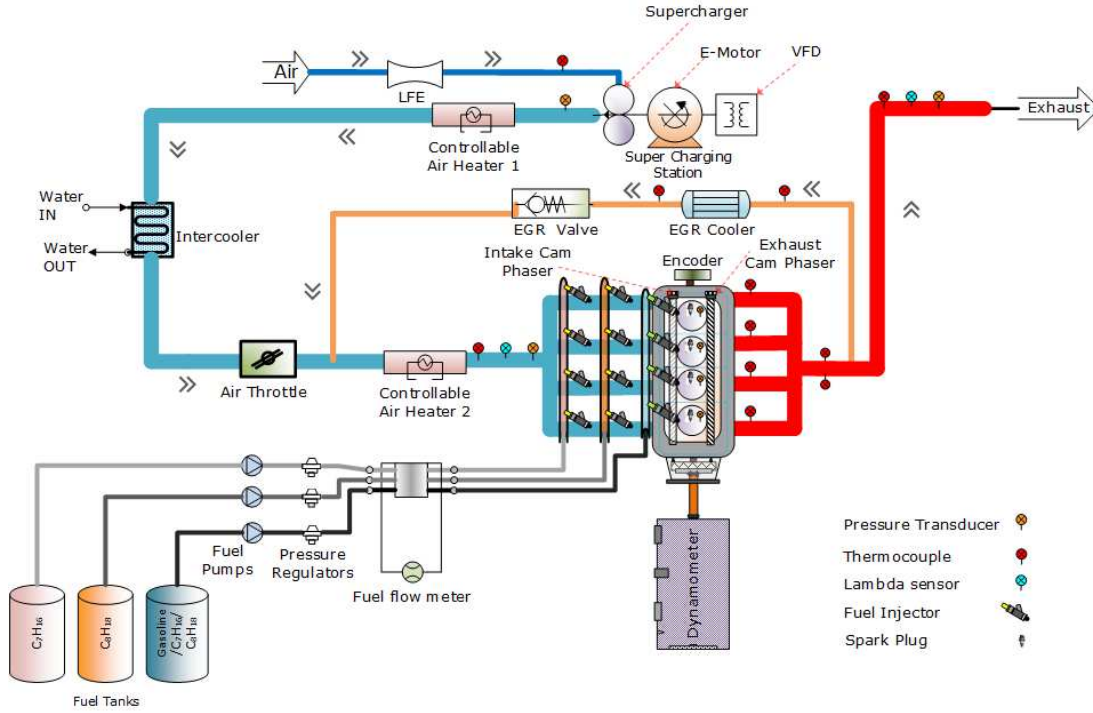 Supercharger
E-Motor
VFD
Air
LFE
Exhaust
Controllable
Air Heater 1
Super Charging
Station
Water
IN
Intercooler
Water
OUT
EGR Valve
EGR Cooler
Intake Cam
Phaser
Encoder
Exhaust
Cam Phaser
Air Throttle
Controllable
Air Heater 2
Fuel
Pumps
Pressure
Regulators
Fuel flow meter
Dynamometer
Pressure Transducer
Thermocouple
Lambda sensor
Fuel Injector
Spark Plug
C₇H₁₆
C₈H₁₈
Gasoline
/C₇H₁₆/
C₈H₁₈
Fuel Tanks